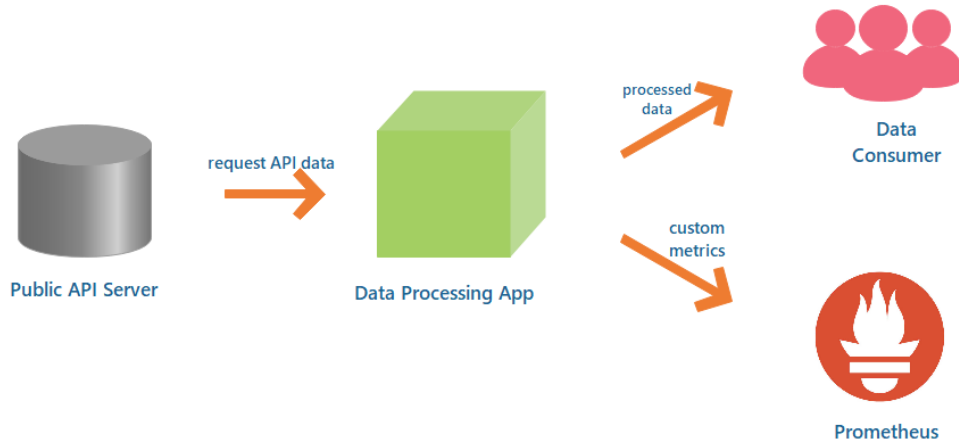 request API data
Public API Server
Data Processing App
processed
data
Data
Consumer
custom
metrics
Prometheus